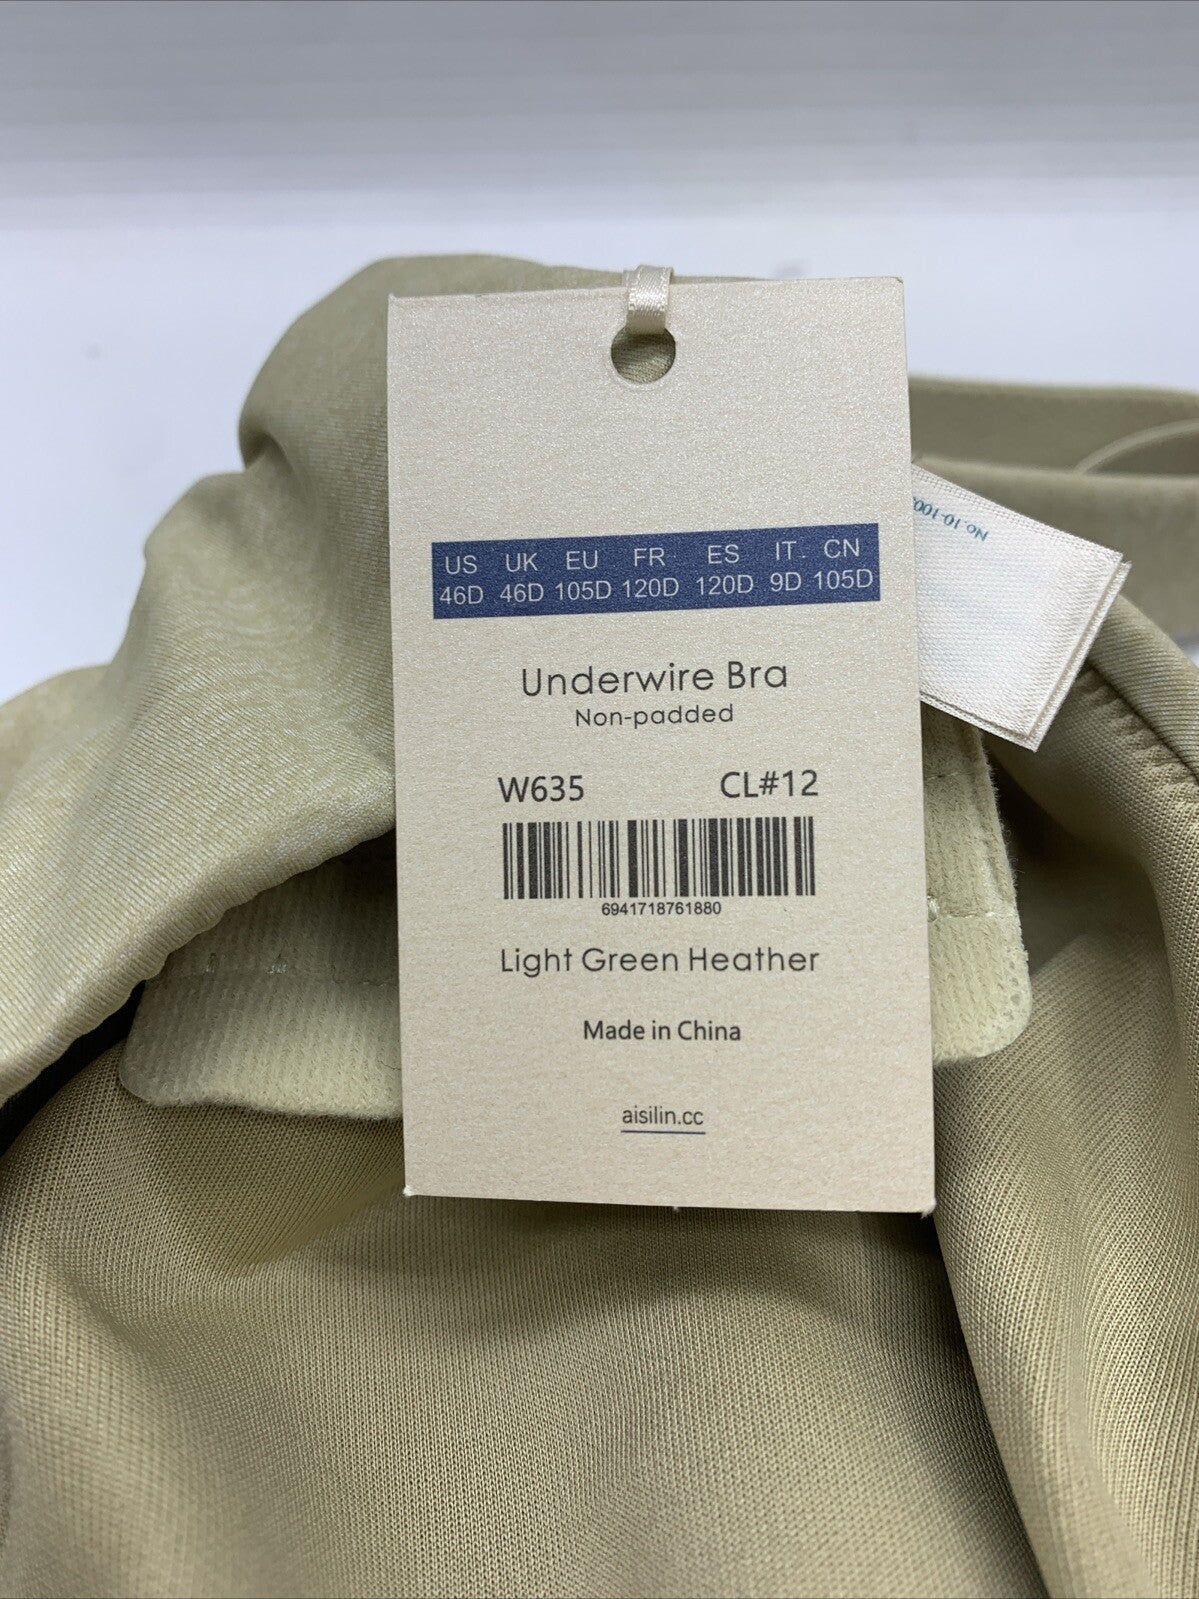 US UK EU FR ES IT CN
46D 46D 105D 120D 120D 9D 105D
Underwire Bra
Non-padded
W635 CL#12
6941718761880
Light Green Heather
Made in China
aisilin.cc